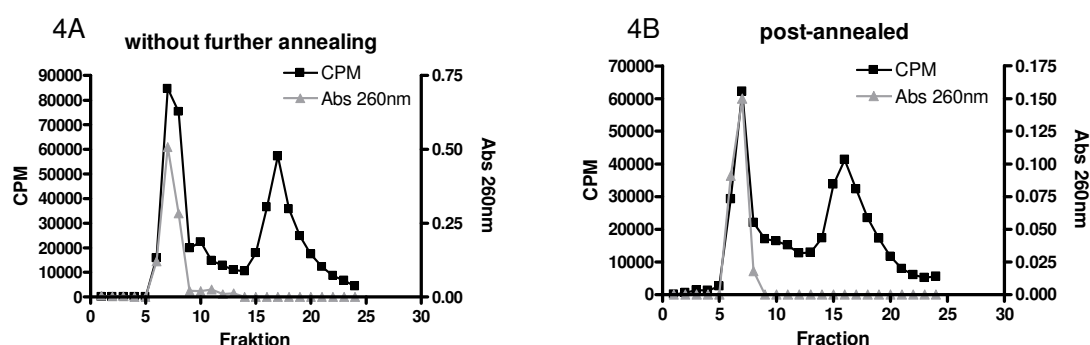 4A
without further annealing
CPM
Abs 260nm
90000
80000
70000
60000
50000
40000
30000
20000
10000
0
CPM
0.75
0.50
0.25
0.00
Abs 260nm
0 5 10 15 20 25 30
Fraktion
4B
post-annealed
CPM
Abs 260nm
70000
60000
50000
40000
30000
20000
10000
0
CPM
0.175
0.150
0.125
0.100
0.075
0.050
0.025
0.000
Abs 260nm
0 5 10 15 20 25 30
Fraction